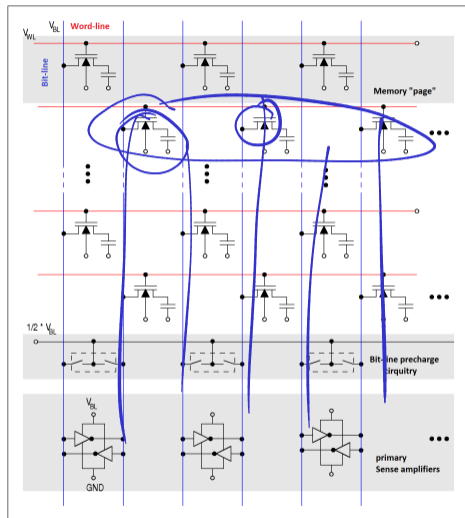 V_BL
Word-line
V_WL
Bit-line
Memory "page"
1/2 * V_BL
Bit-line precharge
cirquitry
V_BL
primary
Sense amplifiers
GND